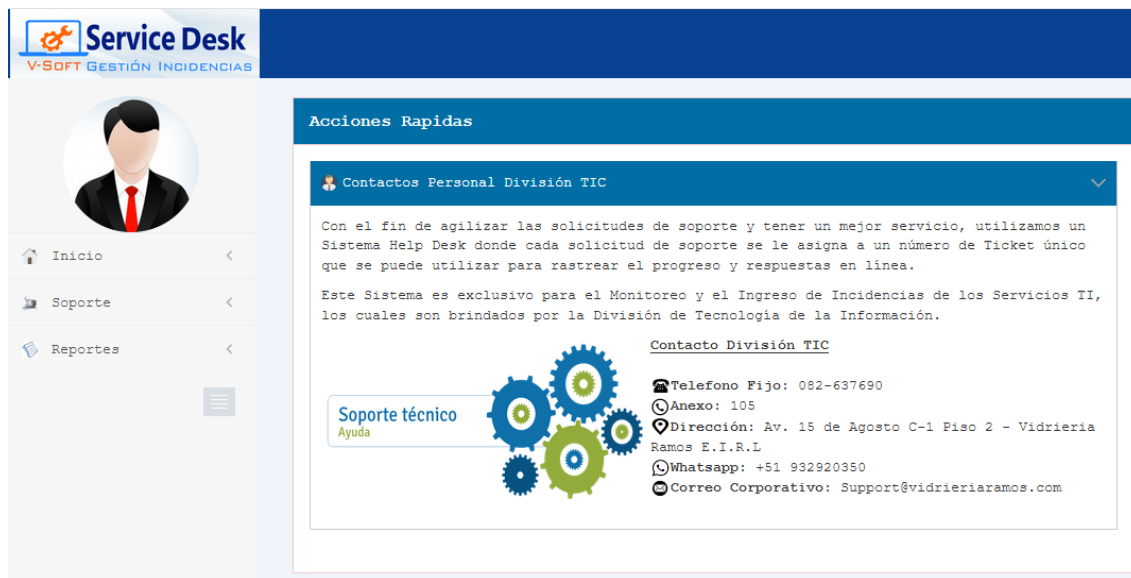 Service Desk
V-SOFT GESTIÓN INCIDENCIAS
Inicio
Soporte
Reportes
Acciones Rapidas
Contactos Personal División TIC
Con el fin de agilizar las solicitudes de soporte y tener un mejor servicio, utilizamos un
Sistema Help Desk donde cada solicitud de soporte se le asigna a un número de Ticket único
que se puede utilizar para rastrear el progreso y respuestas en línea.
Este Sistema es exclusivo para el Monitoreo y el Ingreso de Incidencias de los Servicios TI,
los cuales son brindados por la División de Tecnología de la Información.
Soporte técnico
Ayuda
Contacto División TIC
Telefono Fijo: 082-637690
Anexo: 105
Dirección: Av. 15 de Agosto C-1 Piso 2 - Vidrieria
Ramos E.I.R.L
Whatsapp: +51 932920350
Correo Corporativo: Support@vidrieriaramos.com